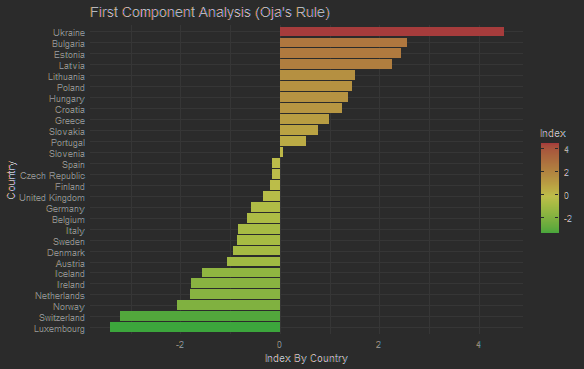 First Component Analysis (Oja's Rule)
Ukraine
Bulgaria
Estonia
Latvia
Lithuania
Poland
Hungary
Croatia
Greece
Slovakia
Portugal
Slovenia
Spain
Czech Republic
Finland
United Kingdom
Germany
Belgium
Italy
Sweden
Denmark
Austria
Iceland
Ireland
Netherlands
Norway
Switzerland
Luxembourg
Country
-2 0 2 4
Index By Country
Index
4
2
0
-2